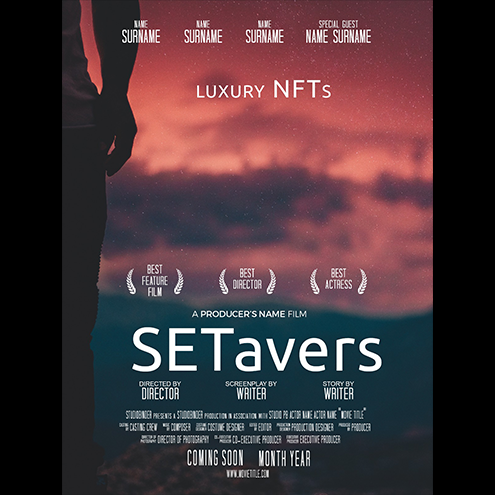 NAME NAME NAME SPECIAL GUEST
SURNAME SURNAME SURNAME NAME SURNAME
LUXURY NFTs
BEST FEATURE FILM
BEST DIRECTOR
BEST ACTRESS
A PRODUCER'S NAME FILM
SETavers
DIRECTED BY SCREENPLAY BY STORY BY
DIRECTOR WRITER WRITER
STUDIOBINDER PRESENTS A STUDIOBINDER PRODUCTION IN ASSOCIATION WITH STUDIO PB ACTOR NAME ACTOR NAME "MOVIE TITLE"
CASTING CREW COMPOSER COSTUME DESIGNER EDITOR PRODUCTION DESIGNER PRODUCER
DIRECTOR OF PHOTOGRAPHY CO-EXECUTIVE PRODUCER EXECUTIVE PRODUCER
COMING SOON MONTH YEAR
WWW.MOVIETITLE.COM